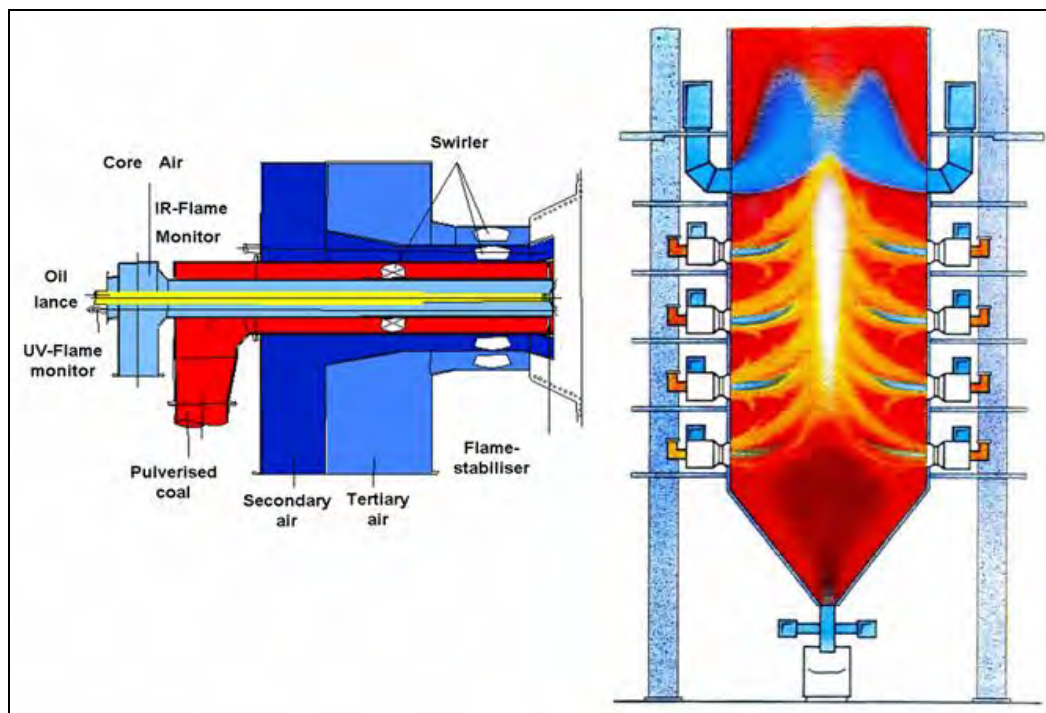 Swirler
Core Air
IR-Flame
Monitor
Oil
lance
UV-Flame
monitor
Pulverised
coal
Secondary
air
Tertiary
air
Flame-
stabiliser